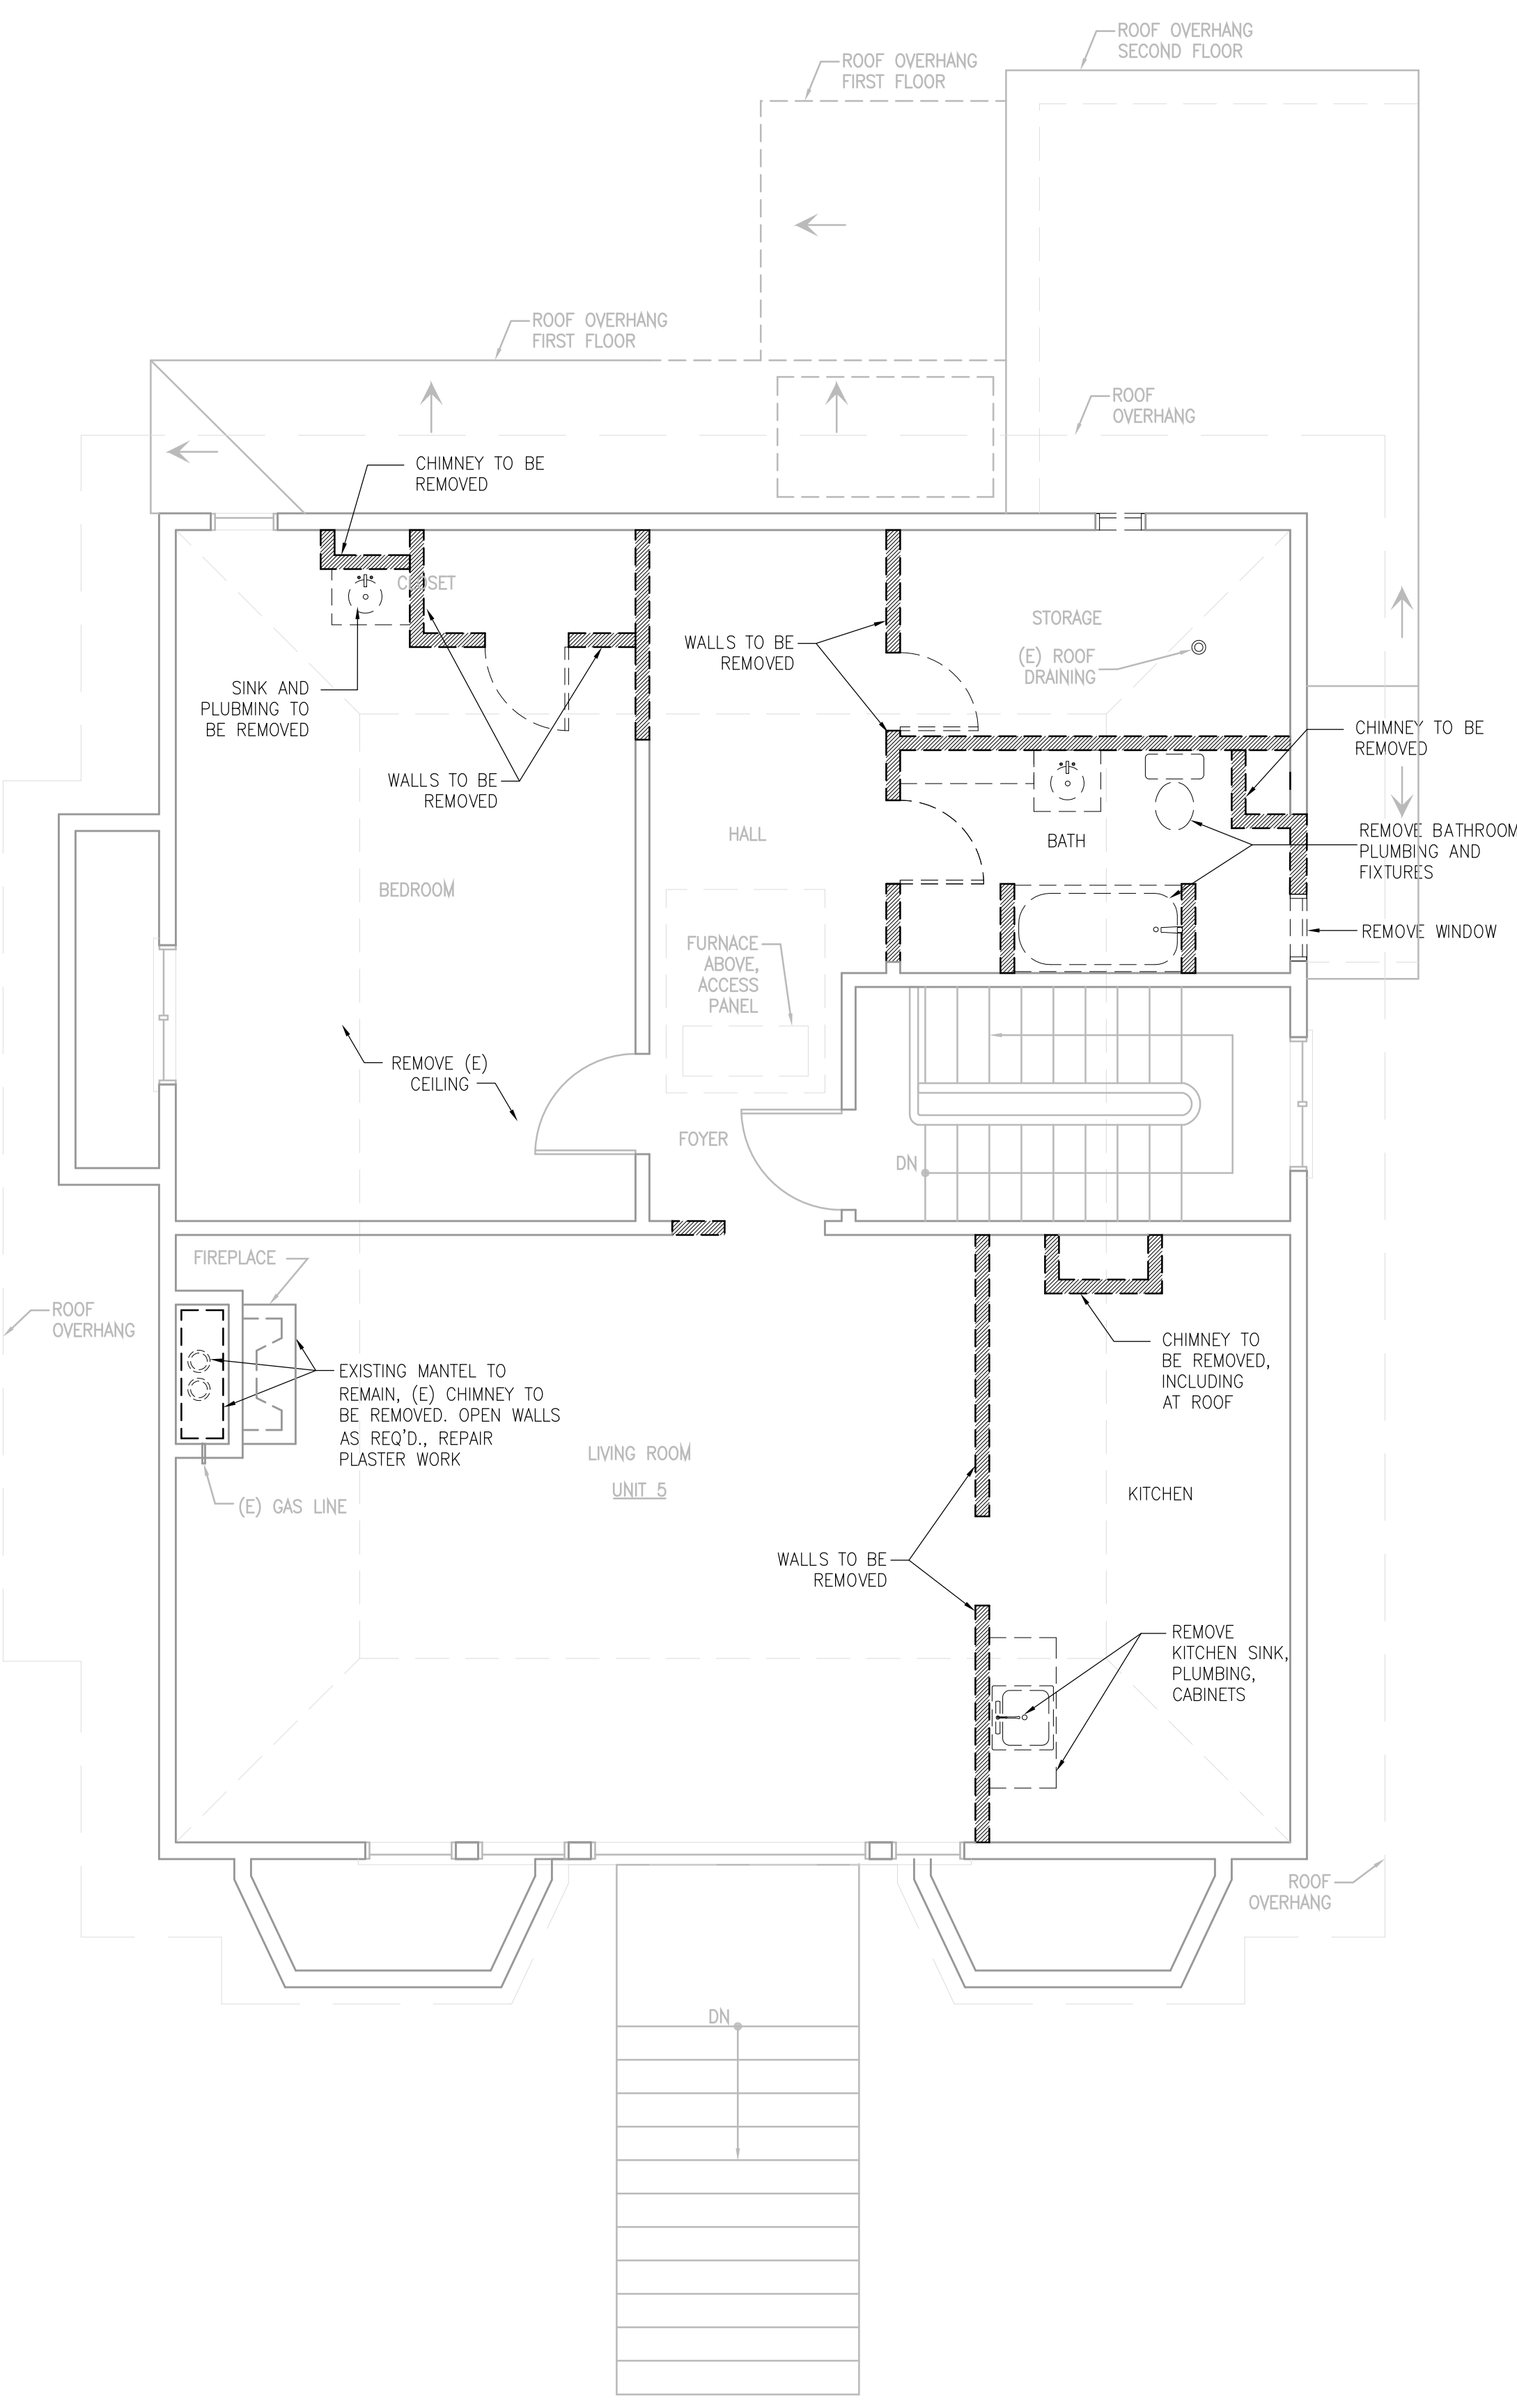 ROOF OVERHANG
SECOND FLOOR
ROOF OVERHANG
FIRST FLOOR
ROOF OVERHANG
FIRST FLOOR
ROOF
OVERHANG
CHIMNEY TO BE
REMOVED
CLOSET
STORAGE
(E) ROOF
DRAINING
WALLS TO BE
REMOVED
SINK AND
PLUBMING TO
BE REMOVED
CHIMNEY TO BE
REMOVED
WALLS TO BE
REMOVED
HALL
BATH
REMOVE BATHROOM
PLUMBING AND
FIXTURES
BEDROOM
REMOVE WINDOW
FURNACE
ABOVE,
ACCESS
PANEL
REMOVE (E)
CEILING
FOYER
DN
FIREPLACE
ROOF
OVERHANG
CHIMNEY TO
BE REMOVED,
INCLUDING
AT ROOF
EXISTING MANTEL TO
REMAIN, (E) CHIMNEY TO
BE REMOVED. OPEN WALLS
AS REQ'D., REPAIR
PLASTER WORK
LIVING ROOM
UNIT 5
KITCHEN
(E) GAS LINE
WALLS TO BE
REMOVED
REMOVE
KITCHEN SINK,
PLUMBING,
CABINETS
ROOF
OVERHANG
DN